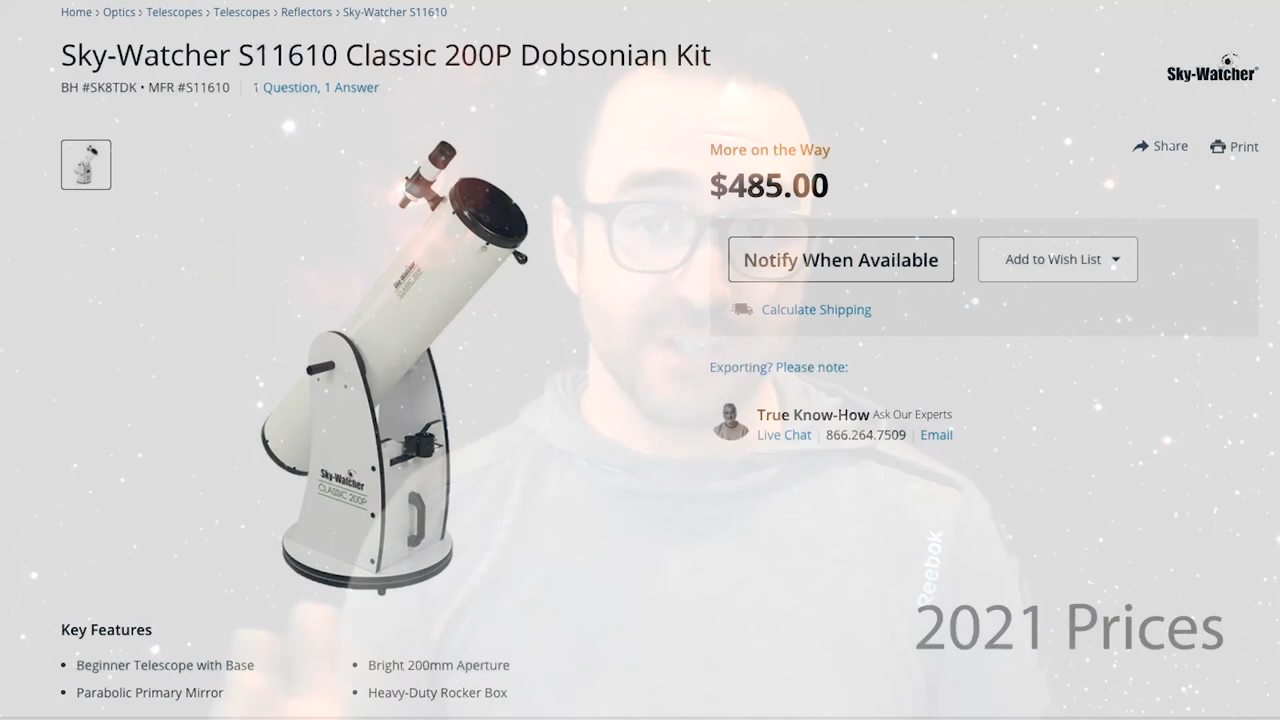 Home › Optics › Telescopes › Telescopes › Reflectors › Sky-Watcher S11610
Sky-Watcher S11610 Classic 200P Dobsonian Kit
BH #SK8TDK • MFR #S11610 | 1 Question, 1 Answer
Sky-Watcher®
Share Print
More on the Way
$485.00
Notify When Available Add to Wish List
Calculate Shipping
Exporting? Please note:
True Know-How Ask Our Experts
Live Chat | 866.264.7509 | Email
Sky-Watcher
CLASSIC 200P
Sky-Watcher
CLASSIC 200P
Reebok
2021 Prices
Key Features
• Beginner Telescope with Base
• Bright 200mm Aperture
• Parabolic Primary Mirror
• Heavy-Duty Rocker Box